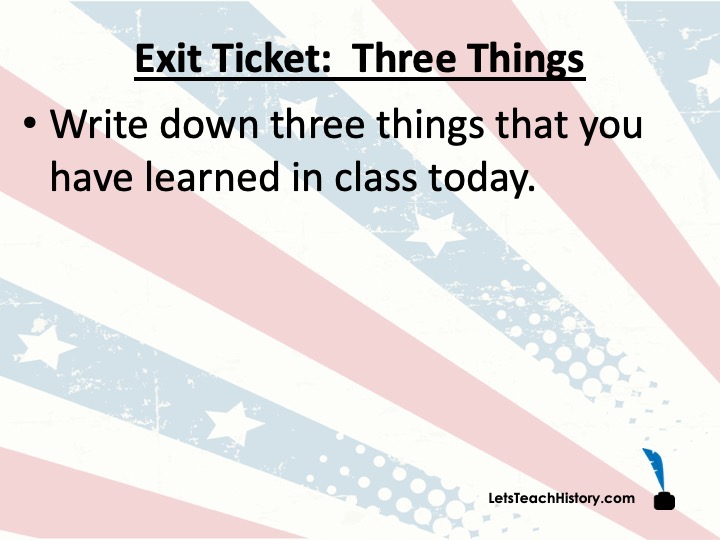 Exit Ticket:  Three Things
• Write down three things that you
have learned in class today.
LetsTeachHistory.com